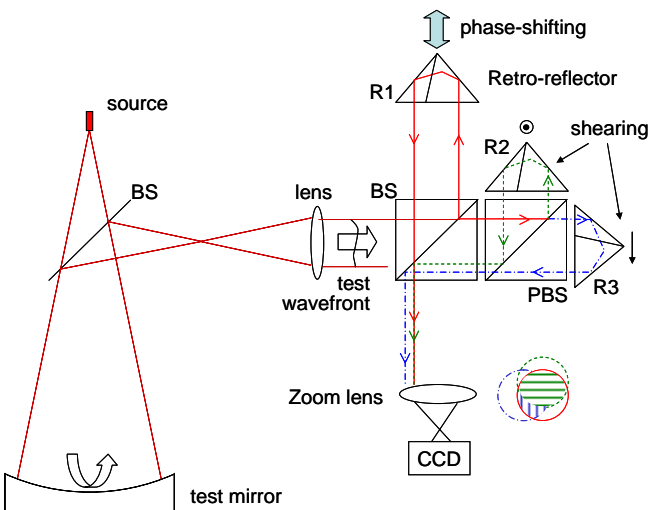 phase-shifting
Retro-reflector
R1
source
shearing
R2
BS
lens
BS
test
wavefront
R3
PBS
Zoom lens
CCD
test mirror